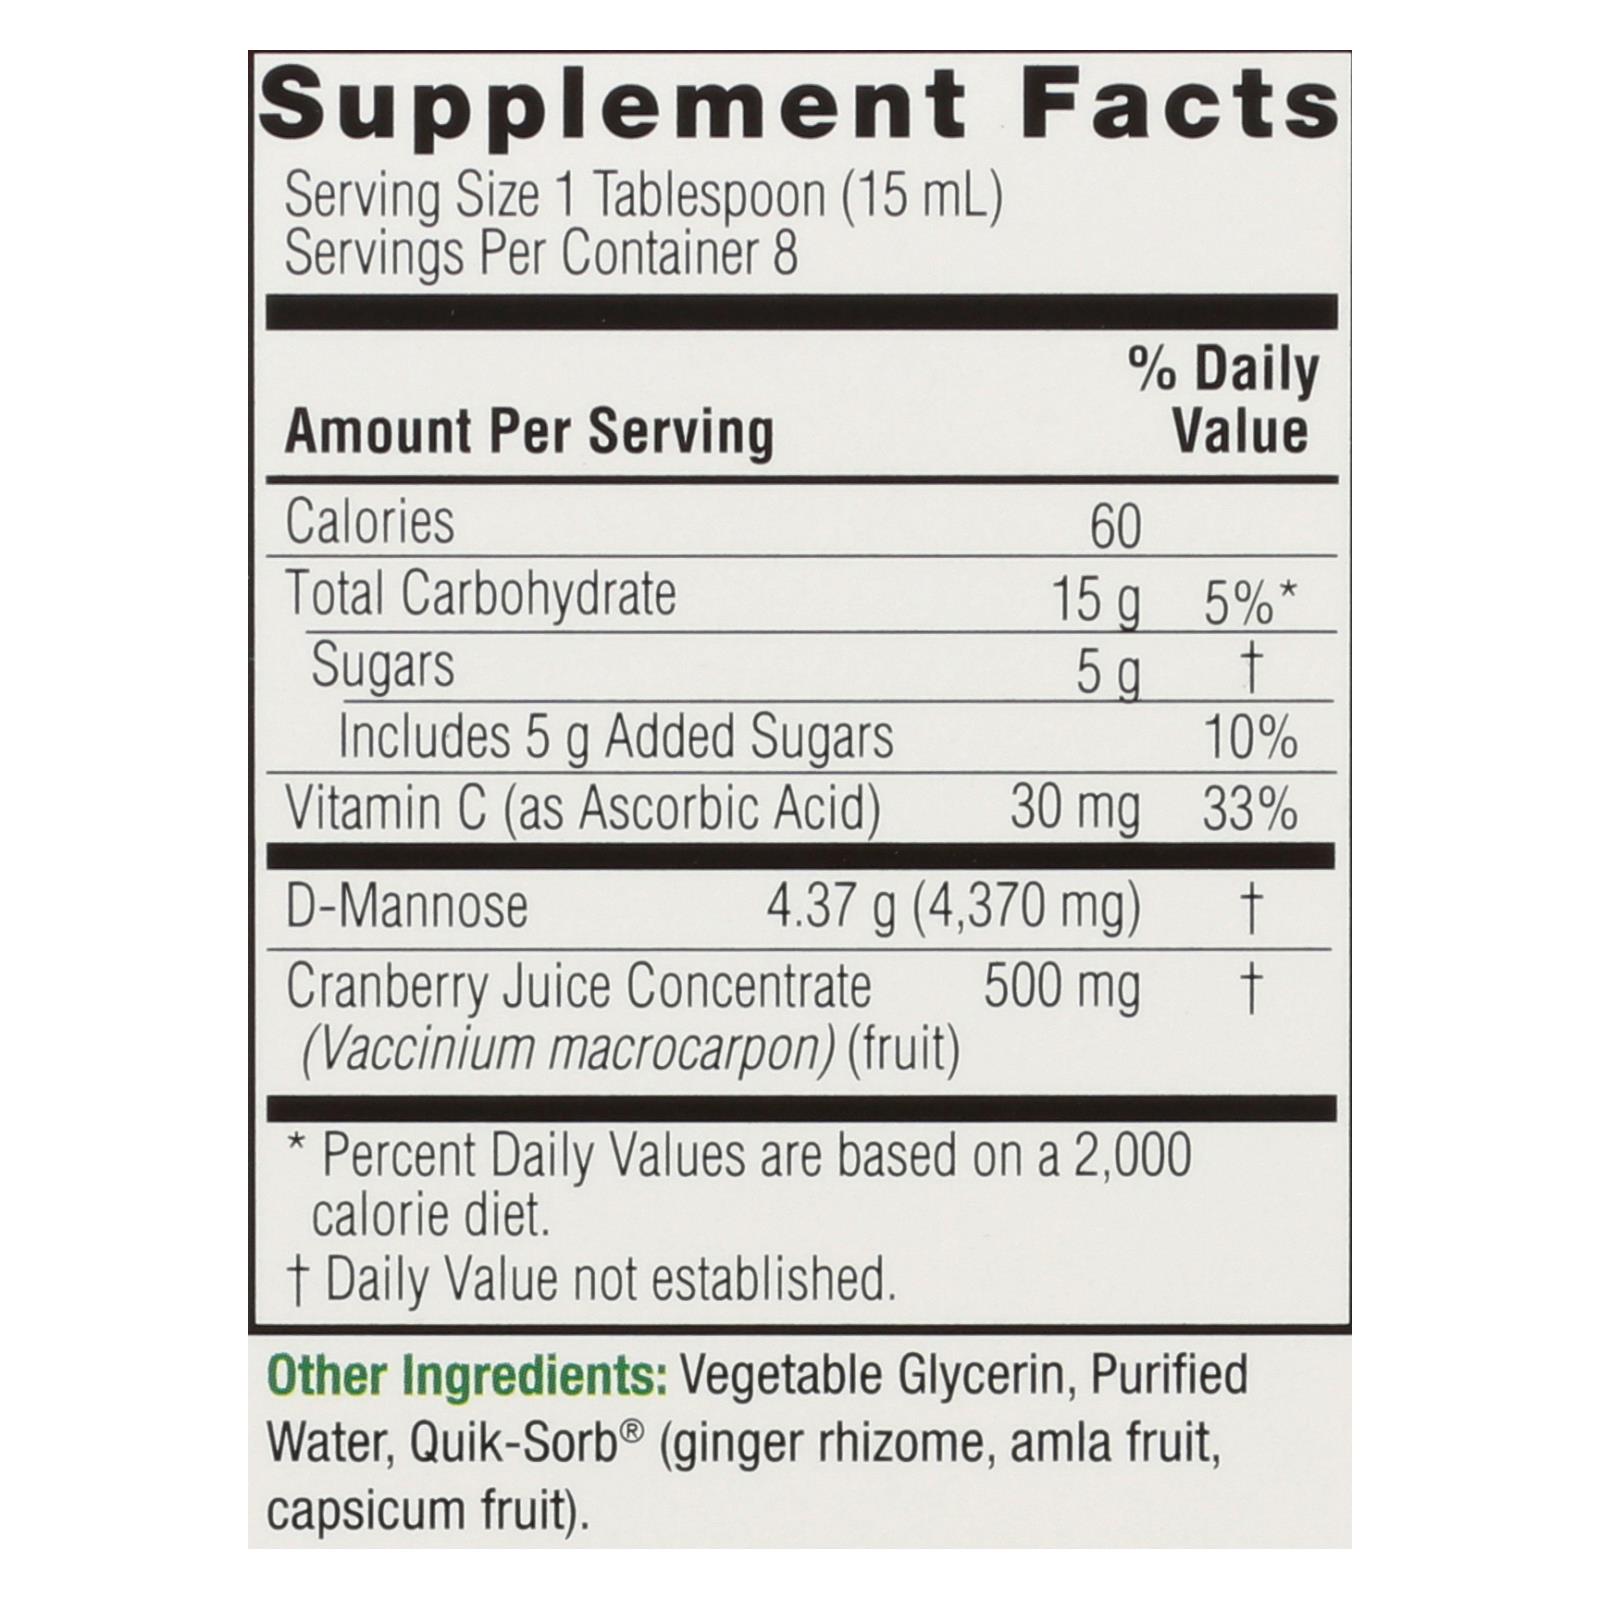 Supplement Facts
Serving Size 1 Tablespoon (15 mL)
Servings Per Container 8
% Daily
Amount Per Serving Value
Calories 60
Total Carbohydrate 15 g 5%*
Sugars 5 g †
Includes 5 g Added Sugars 10%
Vitamin C (as Ascorbic Acid) 30 mg 33%
D-Mannose 4.37 g (4,370 mg) †
Cranberry Juice Concentrate 500 mg †
(Vaccinium macrocarpon) (fruit)
* Percent Daily Values are based on a 2,000
calorie diet.
† Daily Value not established.
Other Ingredients: Vegetable Glycerin, Purified
Water, Quik-Sorb® (ginger rhizome, amla fruit,
capsicum fruit).